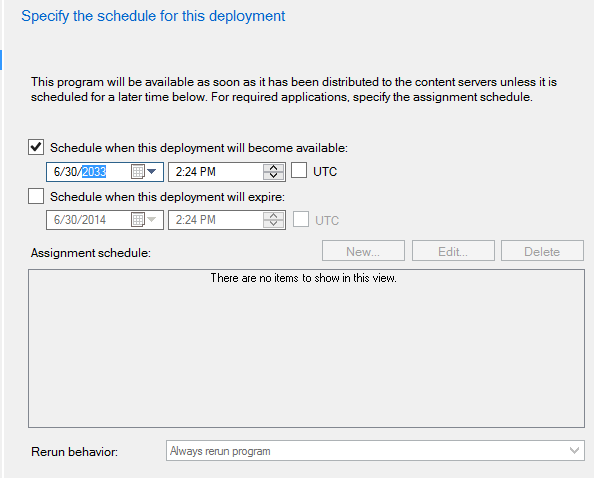 Specify the schedule for this deployment
This program will be available as soon as it has been distributed to the content servers unless it is
scheduled for a later time below. For required applications, specify the assignment schedule.
Schedule when this deployment will become available:
6/30/2033 2:24 PM UTC
Schedule when this deployment will expire:
6/30/2014 2:24 PM UTC
Assignment schedule: New... Edit... Delete
There are no items to show in this view.
Rerun behavior: Always rerun program